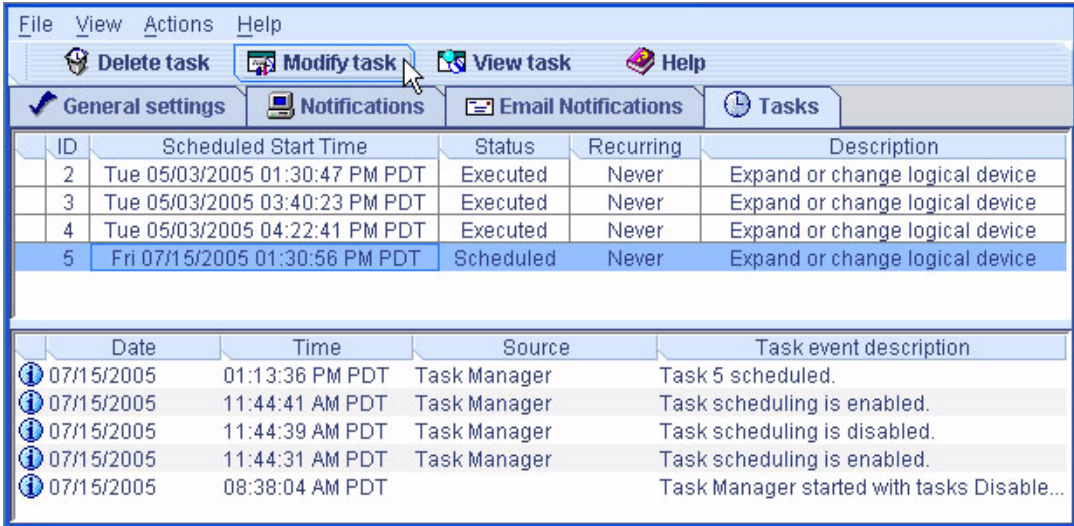 File View Actions Help
Delete task Modify task View task Help
General settings Notifications Email Notifications Tasks
ID Scheduled Start Time Status Recurring Description
2 Tue 05/03/2005 01:30:47 PM PDT Executed Never Expand or change logical device
3 Tue 05/03/2005 03:40:23 PM PDT Executed Never Expand or change logical device
4 Tue 05/03/2005 04:22:41 PM PDT Executed Never Expand or change logical device
5 Fri 07/15/2005 01:30:56 PM PDT Scheduled Never Expand or change logical device
Date Time Source Task event description
07/15/2005 01:13:36 PM PDT Task Manager Task 5 scheduled.
07/15/2005 11:44:41 AM PDT Task Manager Task scheduling is enabled.
07/15/2005 11:44:39 AM PDT Task Manager Task scheduling is disabled.
07/15/2005 11:44:31 AM PDT Task Manager Task scheduling is enabled.
07/15/2005 08:38:04 AM PDT Task Manager started with tasks Disable...